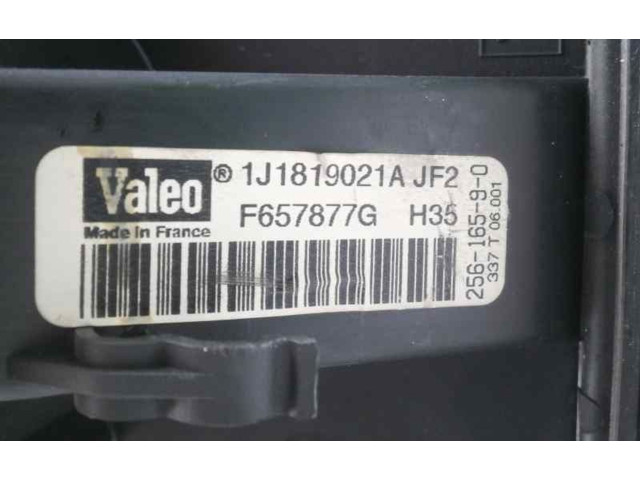 Valeo ® 1J1819021A JF2
Made in France F657877G H35
256-165-9-0
337 T 06.001